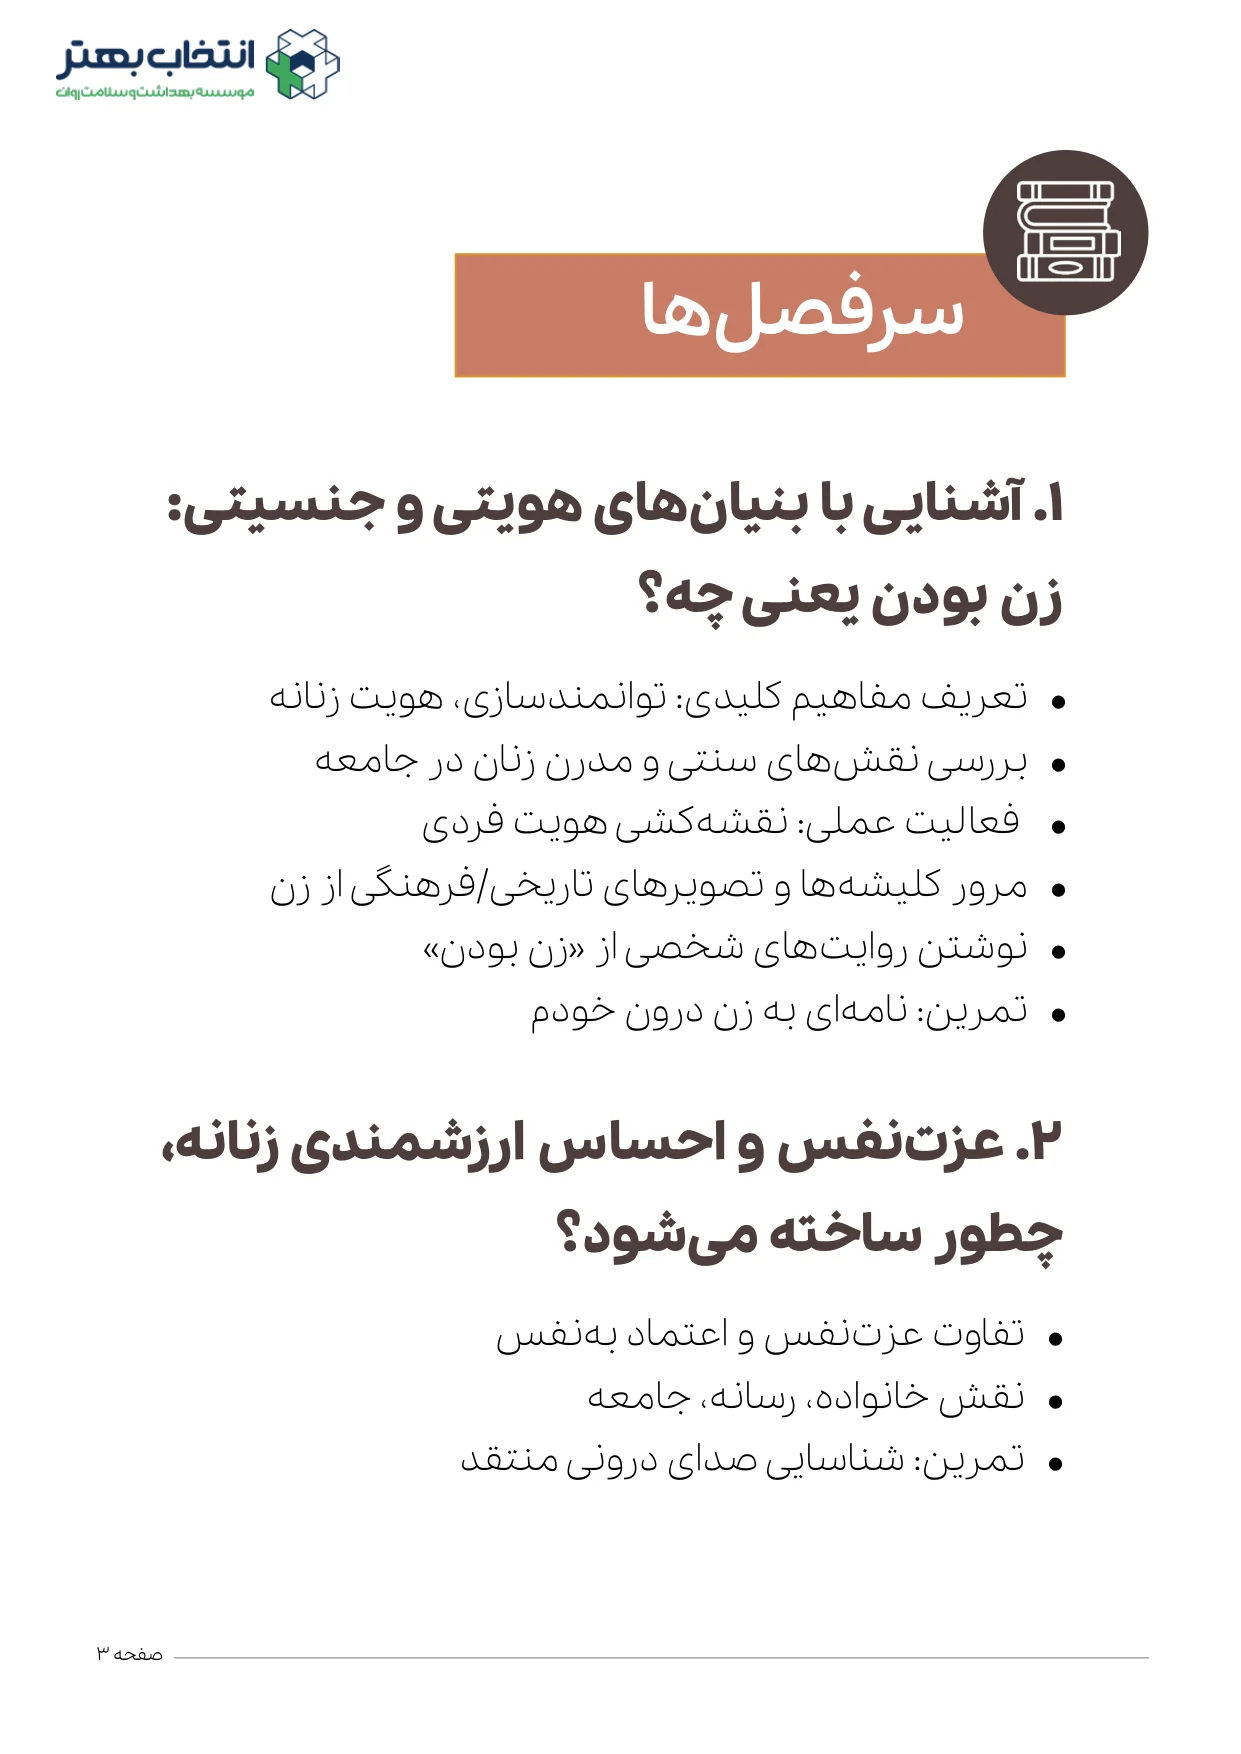 انتخاب بهتر
موسسه بهداشت و سلامت روان
سرفصل‌ها
۱. آشنایی با بنیان‌های هویتی و جنسیتی:
زن بودن یعنی چه؟
• تعریف مفاهیم کلیدی: توانمندسازی، هویت زنانه
• بررسی نقش‌های سنتی و مدرن زنان در جامعه
• فعالیت عملی: نقشه‌کشی هویت فردی
• مرور کلیشه‌ها و تصویرهای تاریخی/فرهنگی از زن
• نوشتن روایت‌های شخصی از «زن بودن»
• تمرین: نامه‌ای به زن درون خودم
۲. عزت‌نفس و احساس ارزشمندی زنانه،
چطور ساخته می‌شود؟
• تفاوت عزت‌نفس و اعتماد به‌نفس
• نقش خانواده، رسانه، جامعه
• تمرین: شناسایی صدای درونی منتقد
صفحه ۳